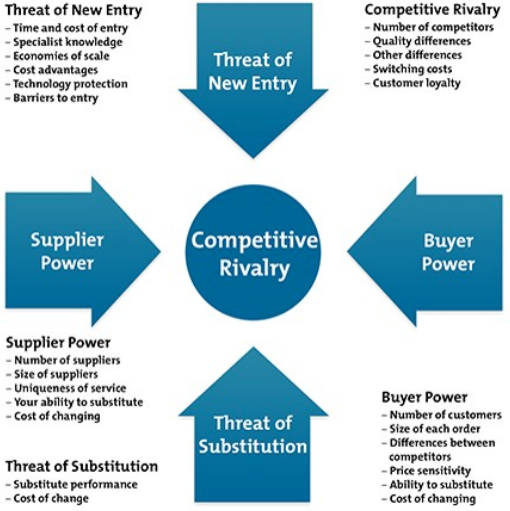 Threat of New Entry
– Time and cost of entry
– Specialist knowledge
– Economies of scale
– Cost advantages
– Technology protection
– Barriers to entry
Threat of
New Entry
Competitive Rivalry
– Number of competitors
– Quality differences
– Other differences
– Switching costs
– Customer loyalty
Supplier
Power
Competitive
Rivalry
Buyer
Power
Supplier Power
– Number of suppliers
– Size of suppliers
– Uniqueness of service
– Your ability to substitute
– Cost of changing
Threat of Substitution
– Substitute performance
– Cost of change
Threat of
Substitution
Buyer Power
– Number of customers
– Size of each order
– Differences between
competitors
– Price sensitivity
– Ability to substitute
– Cost of changing